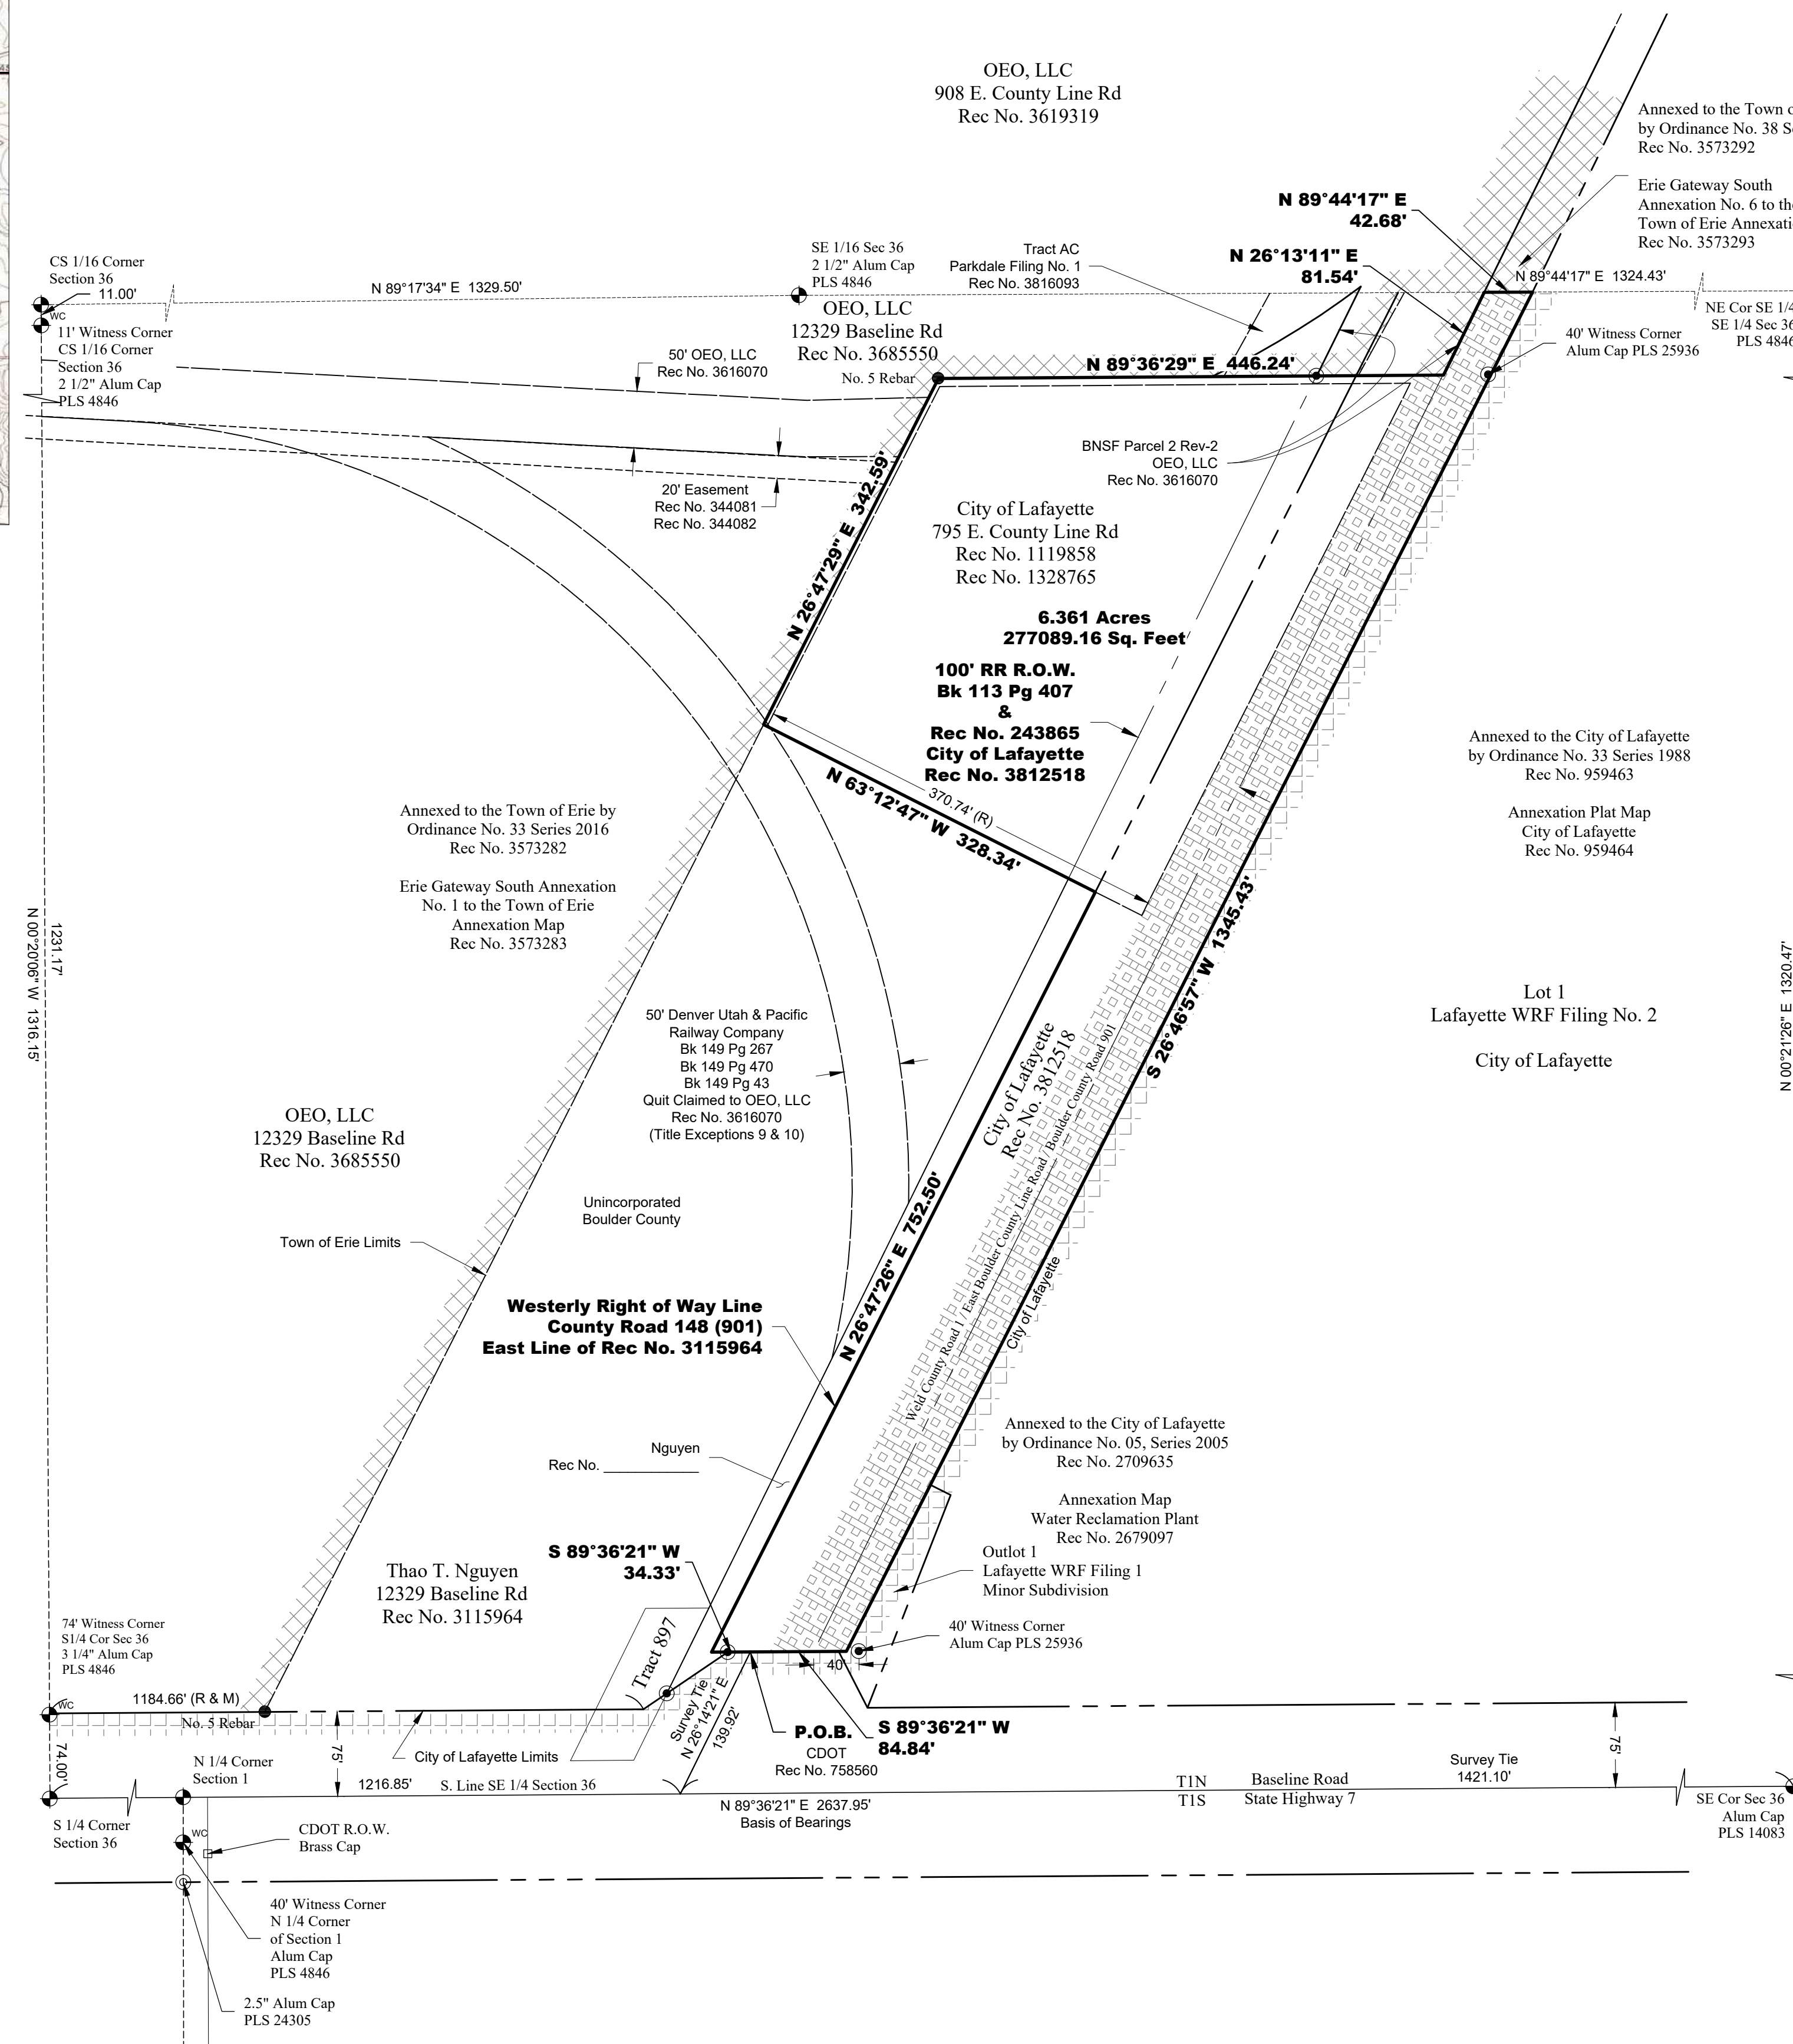 OEO, LLC
908 E. County Line Rd
Rec No. 3619319
Annexed to the Town
by Ordinance No. 38
Rec No. 3573292
Erie Gateway South
Annexation No. 6 to
Town of Erie
Rec No. 3573293
N 89°44'17" E
42.68'
N 26°13'11" E
81.54'
N 89°44'17" E 1324.43'
NE Cor SE 1/4
SE 1/4 Sec 36
PLS 4846
40' Witness Corner
Alum Cap PLS 25936
Tract AC
Parkdale Filing No. 1
Rec No. 3816093
SE 1/16 Sec 36
2 1/2" Alum Cap
PLS 4846
OEO, LLC
12329 Baseline Rd
Rec No. 3685550
CS 1/16 Corner
Section 36
11.00'
WC
11' Witness Corner
CS 1/16 Corner
Section 36
2 1/2" Alum Cap
PLS 4846
N 89°17'34" E 1329.50'
50' OEO, LLC
Rec No. 3616070
No. 5 Rebar
N 89°36'29" E 446.24'
20' Easement
Rec No. 344081
Rec No. 344082
N 26°47'29" E 342.59'
BNSF Parcel 2 Rev-2
OEO, LLC
Rec No. 3616070
City of Lafayette
795 E. County Line Rd
Rec No. 1119858
Rec No. 1328765
6.361 Acres
277089.16 Sq. Feet
100' RR R.O.W.
Bk 113 Pg 407
&
Rec No. 243865
City of Lafayette
Rec No. 3812518
370.74' (R)
N 63°12'47" W 328.34'
Annexed to the City of Lafayette
by Ordinance No. 33 Series 1988
Rec No. 959463
Annexation Plat Map
City of Lafayette
Rec No. 959464
Annexed to the Town of Erie by
Ordinance No. 33 Series 2016
Rec No. 3573282
Erie Gateway South Annexation
No. 1 to the Town of Erie
Annexation Map
Rec No. 3573283
1231.17'
N 00°20'06" W 1316.15'
N 00°21'26" E 1320.47'
Lot 1
Lafayette WRF Filing No. 2
City of Lafayette
50' Denver Utah & Pacific
Railway Company
Bk 149 Pg 267
Bk 149 Pg 470
Bk 149 Pg 43
Quit Claimed to OEO, LLC
Rec No. 3616070
(Title Exceptions 9 & 10)
OEO, LLC
12329 Baseline Rd
Rec No. 3685550
City of Lafayette
Rec No. 3812518
S 26°46'57" W 1345.43'
Weld County Road 1 / East Boulder County Line Road / Boulder County Road 901
City of Lafayette
Unincorporated
Boulder County
Town of Erie Limits
N 26°47'26" E 752.50'
Westerly Right of Way Line
County Road 148 (901)
East Line of Rec No. 3115964
Nguyen
Rec No.
Annexed to the City of Lafayette
by Ordinance No. 05, Series 2005
Rec No. 2709635
Annexation Map
Water Reclamation Plant
Rec No. 2679097
Outlot 1
Lafayette WRF Filing 1
Minor Subdivision
S 89°36'21" W
34.33'
Thao T. Nguyen
12329 Baseline Rd
Rec No. 3115964
40' Witness Corner
Alum Cap PLS 25936
40'
Tract 897
74' Witness Corner
S1/4 Cor Sec 36
3 1/4" Alum Cap
PLS 4846
WC
1184.66' (R & M)
No. 5 Rebar
74.00'
75'
City of Lafayette Limits
Survey Tie
N 26°14'21" E
139.92'
P.O.B.
CDOT
Rec No. 758560
S 89°36'21" W
84.84'
75'
Survey Tie
1421.10'
N 1/4 Corner
Section 1
1216.85'
S. Line SE 1/4 Section 36
N 89°36'21" E 2637.95'
Basis of Bearings
T1N
T1S
Baseline Road
State Highway 7
SE Cor Sec 36
Alum Cap
PLS 14083
S 1/4 Corner
Section 36
WC
CDOT R.O.W.
Brass Cap
40' Witness Corner
N 1/4 Corner
of Section 1
Alum Cap
PLS 4846
2.5" Alum Cap
PLS 24305